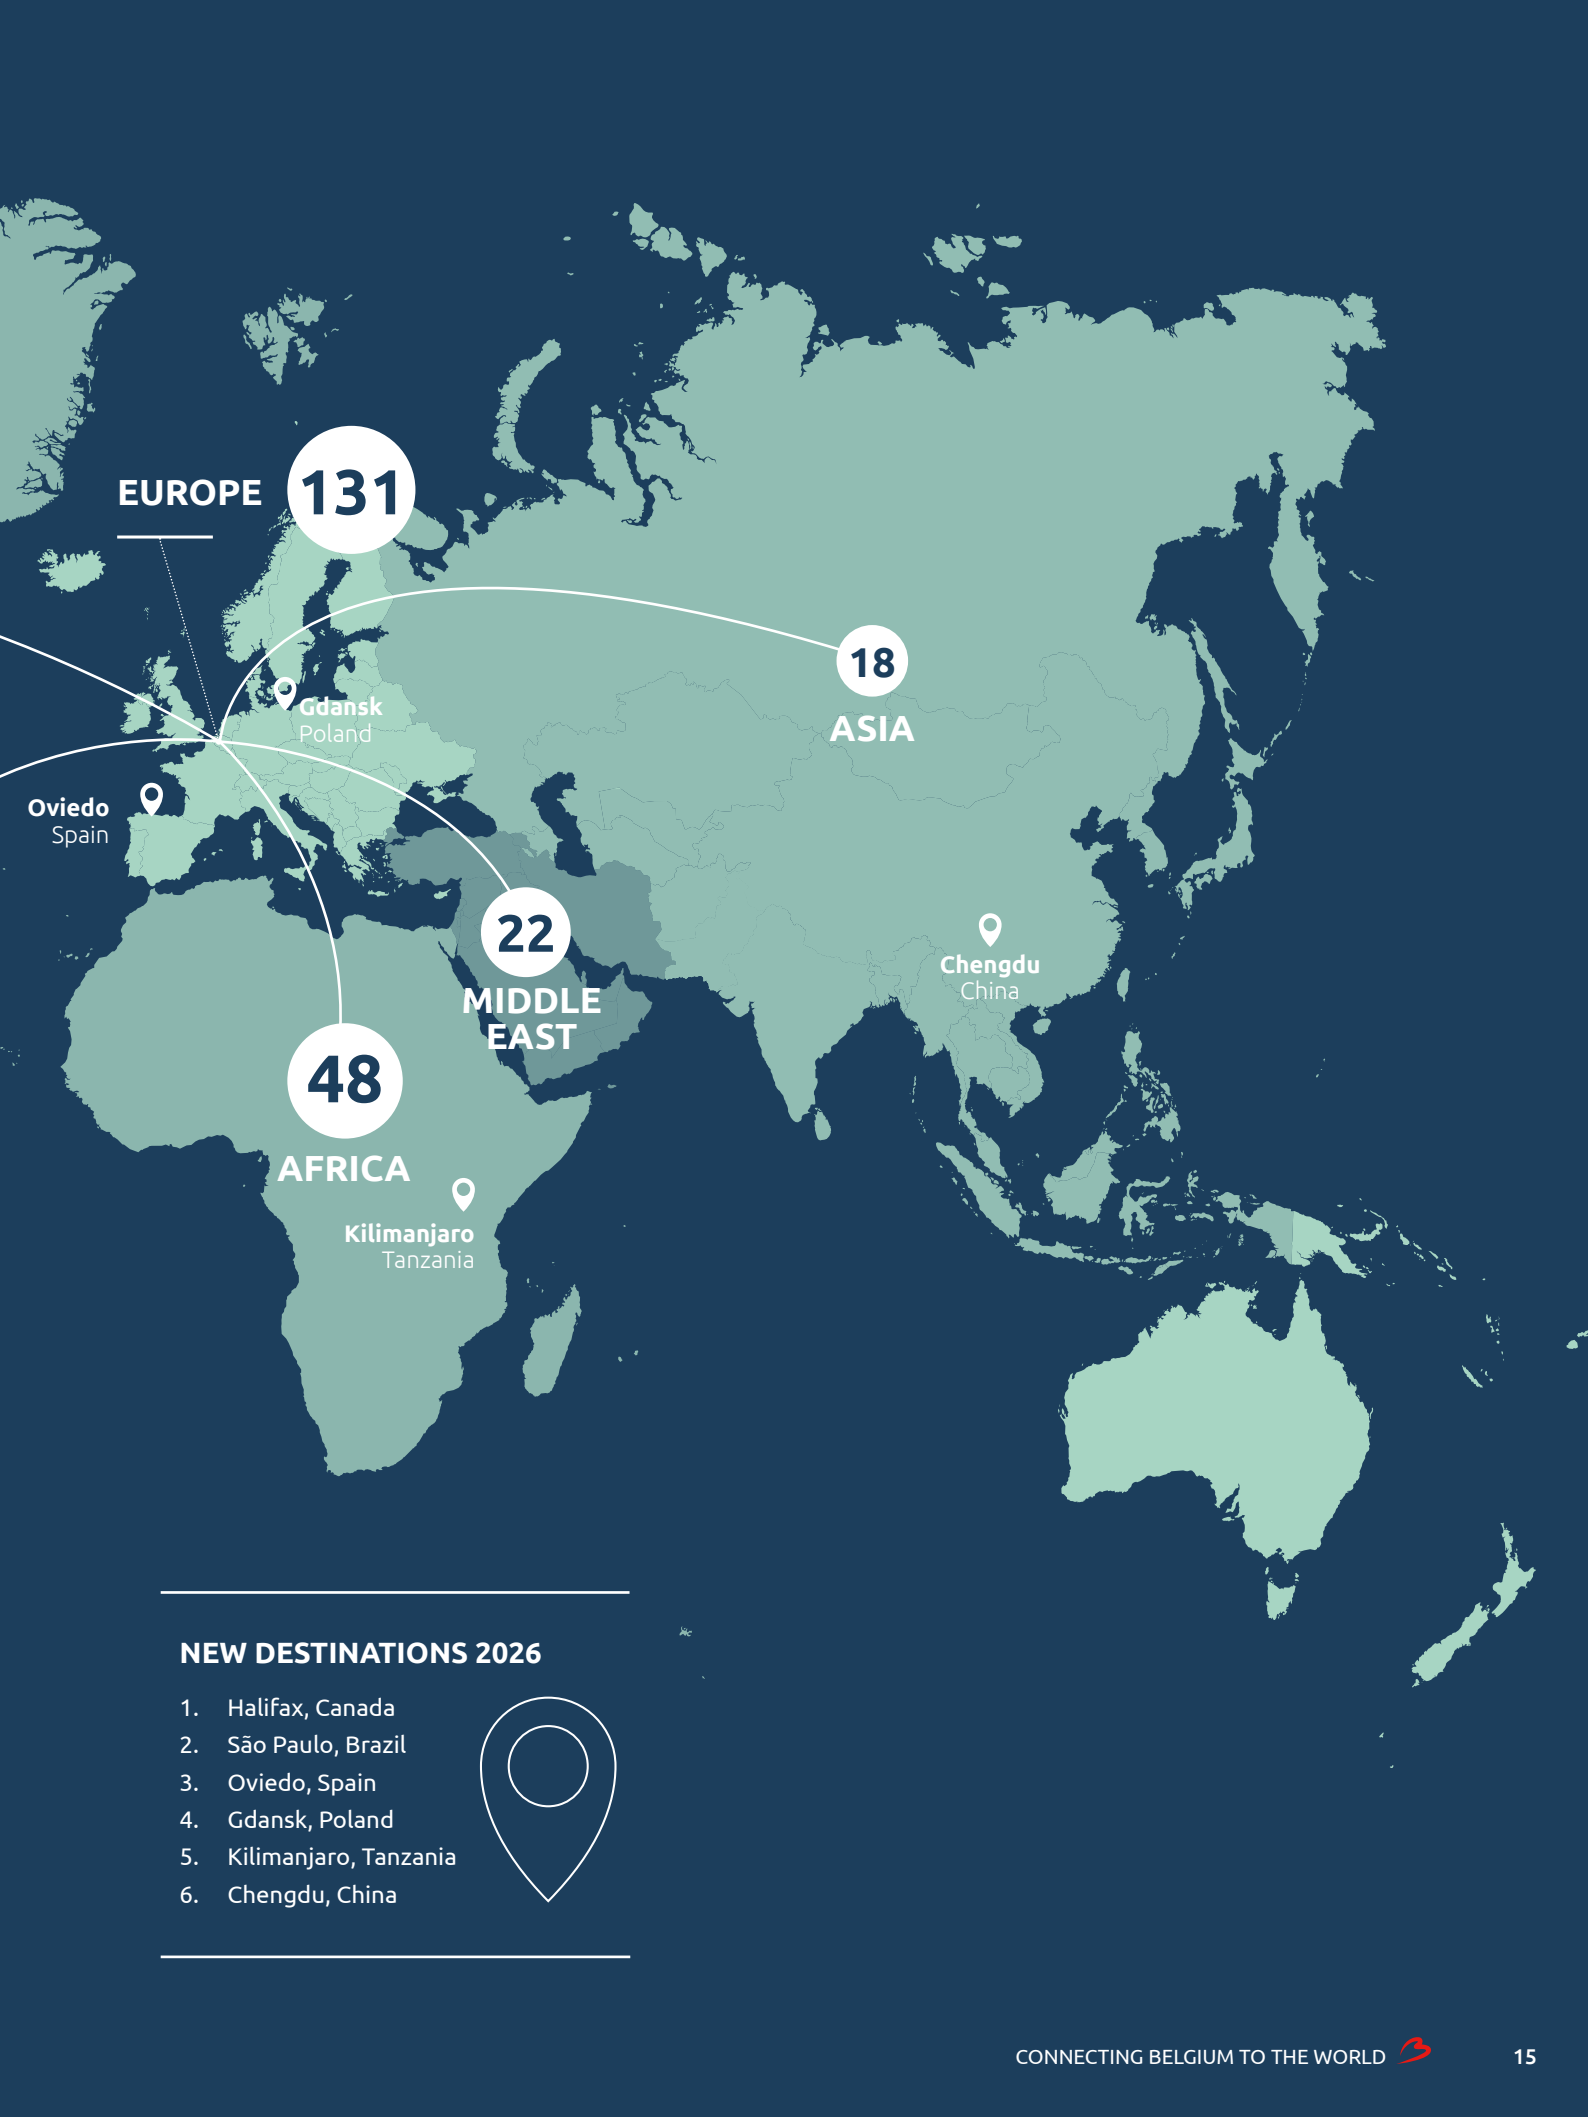 EUROPE
131
18
ASIA
Gdansk
Poland
Oviedo
Spain
22
MIDDLE
EAST
Chengdu
China
48
AFRICA
Kilimanjaro
Tanzania
NEW DESTINATIONS 2026
1. Halifax, Canada
2. São Paulo, Brazil
3. Oviedo, Spain
4. Gdansk, Poland
5. Kilimanjaro, Tanzania
6. Chengdu, China
CONNECTING BELGIUM TO THE WORLD
15